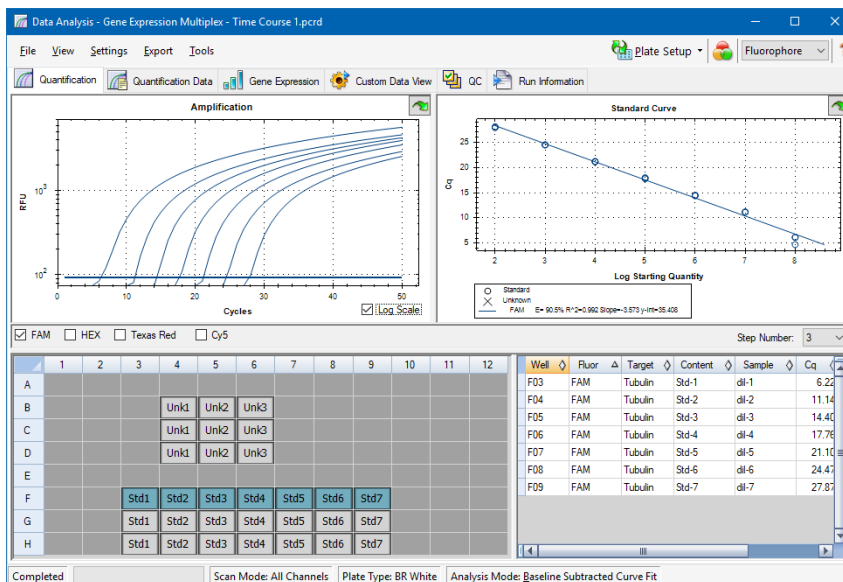 Data Analysis - Gene Expression Multiplex - Time Course 1.pcrd
File View Settings Export Tools Plate Setup Fluorophore
Quantification Quantification Data Gene Expression Custom Data View QC Run Information
Amplification
RFU
10^3
10^2
0 10 20 30 40 50
Cycles
Log Scale
Standard Curve
Cq
25
20
15
10
5
2 3 4 5 6 7 8
Log Starting Quantity
Standard
Unknown
FAM E= 90.5% R^2=0.992 Slope=-3.573 y-int=35.408
FAM HEX Texas Red Cy5 Step Number: 3
1 2 3 4 5 6 7 8 9 10 11 12
A
B Unk1 Unk2 Unk3
C Unk1 Unk2 Unk3
D Unk1 Unk2 Unk3
E
F Std1 Std2 Std3 Std4 Std5 Std6 Std7
G Std1 Std2 Std3 Std4 Std5 Std6 Std7
H Std1 Std2 Std3 Std4 Std5 Std6 Std7
Well Fluor Target Content Sample Cq
F03 FAM Tubulin Std-1 dil-1 6.22
F04 FAM Tubulin Std-2 dil-2 11.14
F05 FAM Tubulin Std-3 dil-3 14.40
F06 FAM Tubulin Std-4 dil-4 17.76
F07 FAM Tubulin Std-5 dil-5 21.10
F08 FAM Tubulin Std-6 dil-6 24.47
F09 FAM Tubulin Std-7 dil-7 27.87
Completed Scan Mode: All Channels Plate Type: BR White Analysis Mode: Baseline Subtracted Curve Fit